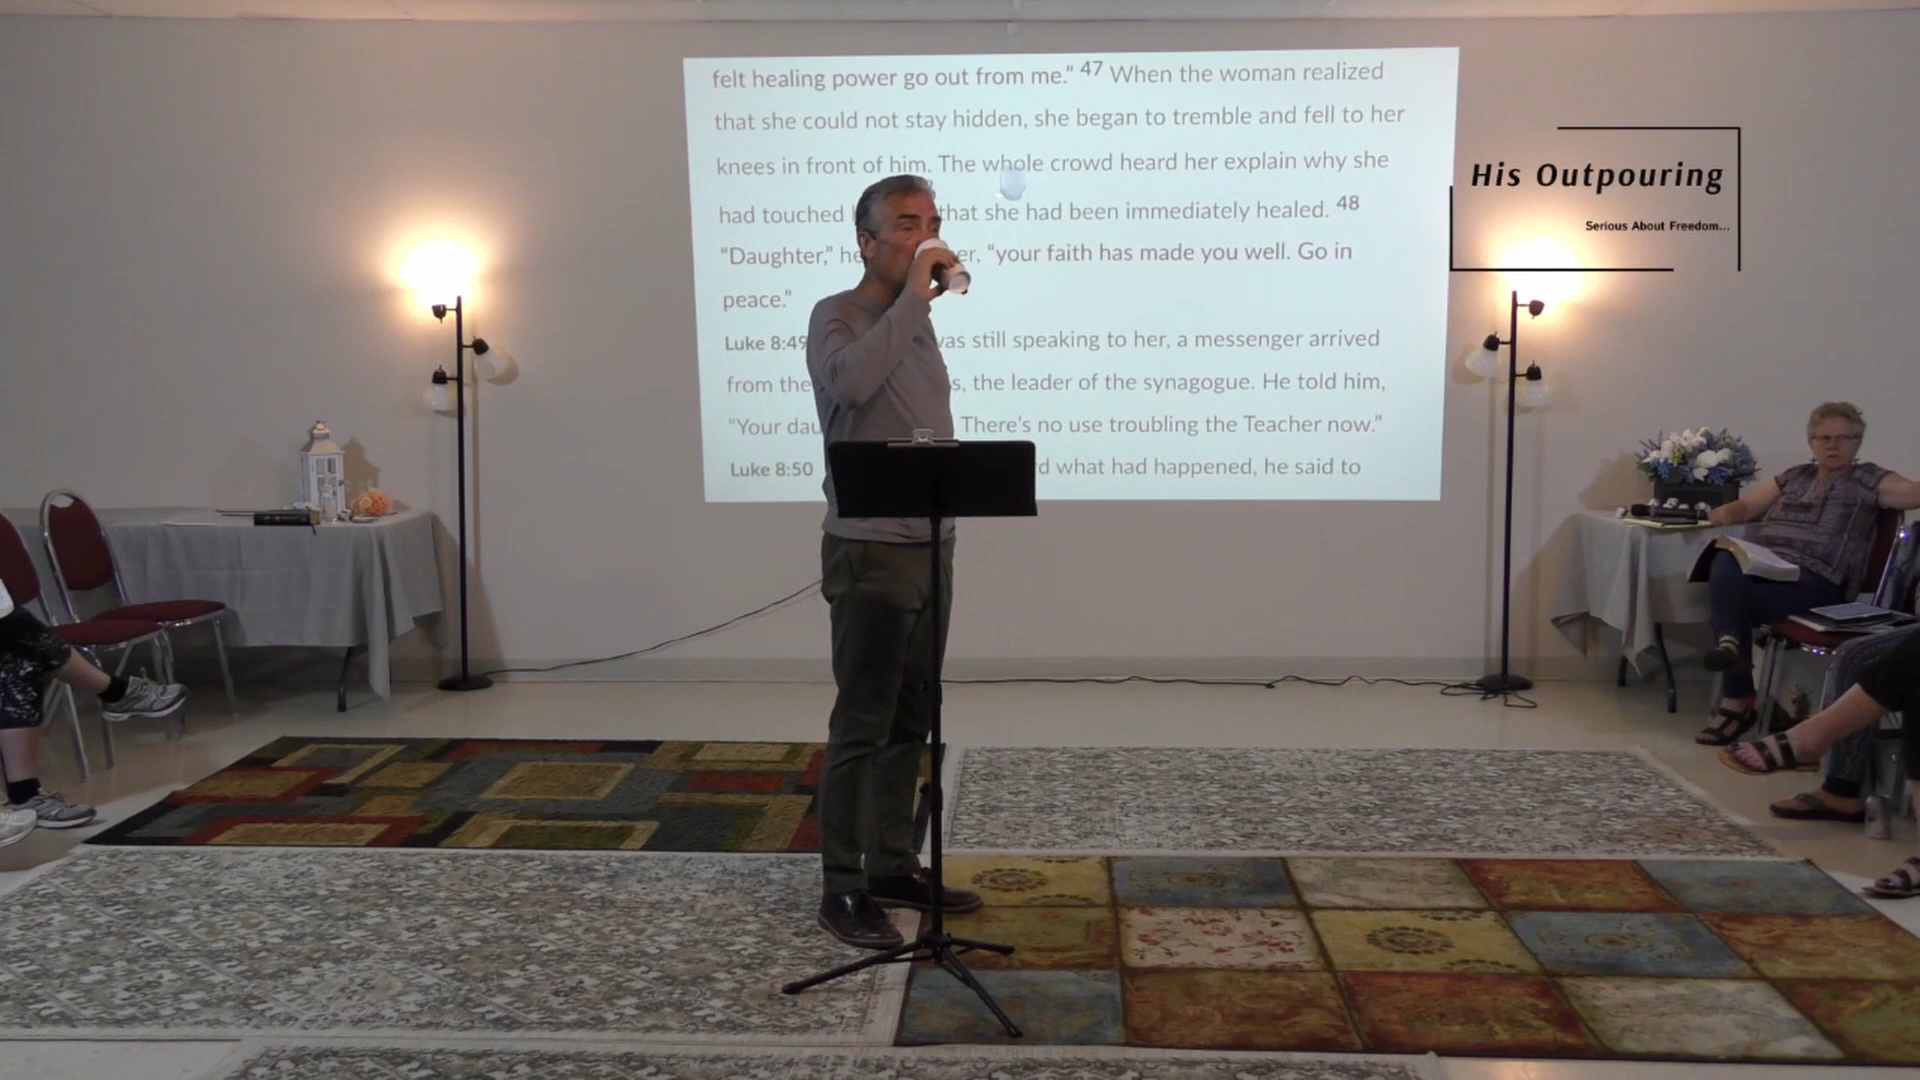 felt healing power go out from me.” 47 When the woman realized
that she could not stay hidden, she began to tremble and fell to her
knees in front of him. The whole crowd heard her explain why she
had touched that she had been immediately healed. 48
“Daughter,” he er, “your faith has made you well. Go in
peace.”
Luke 8:49 was still speaking to her, a messenger arrived
from the s, the leader of the synagogue. He told him,
“Your dau There’s no use troubling the Teacher now.”
Luke 8:50 rd what had happened, he said to
His Outpouring
Serious About Freedom...